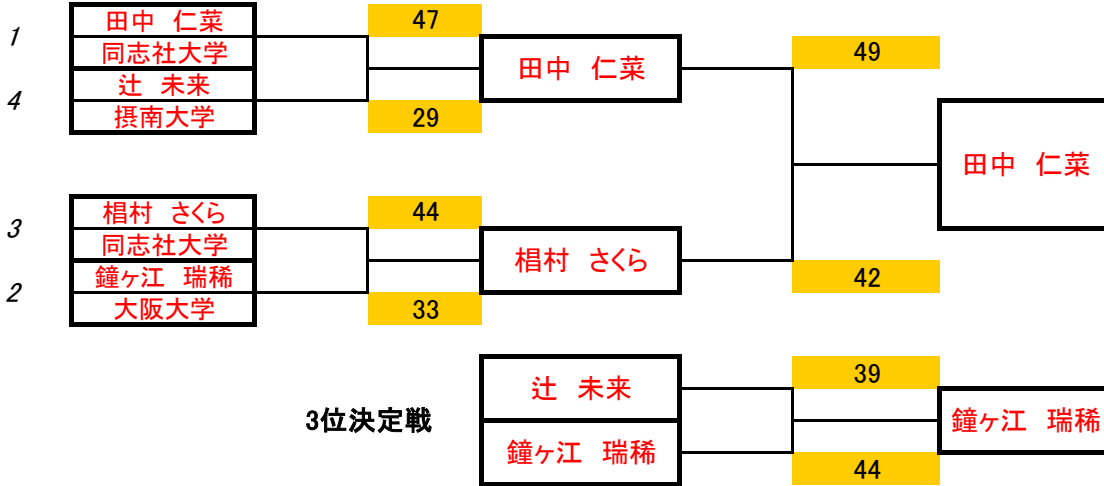 1
田中 仁菜
同志社大学
4
辻 未来
摂南大学
47
29
田中 仁菜
3
椙村 さくら
同志社大学
2
鐘ヶ江 瑞稀
大阪大学
44
33
椙村 さくら
49
42
田中 仁菜
3位決定戦
辻 未来
鐘ヶ江 瑞稀
39
44
鐘ヶ江 瑞稀